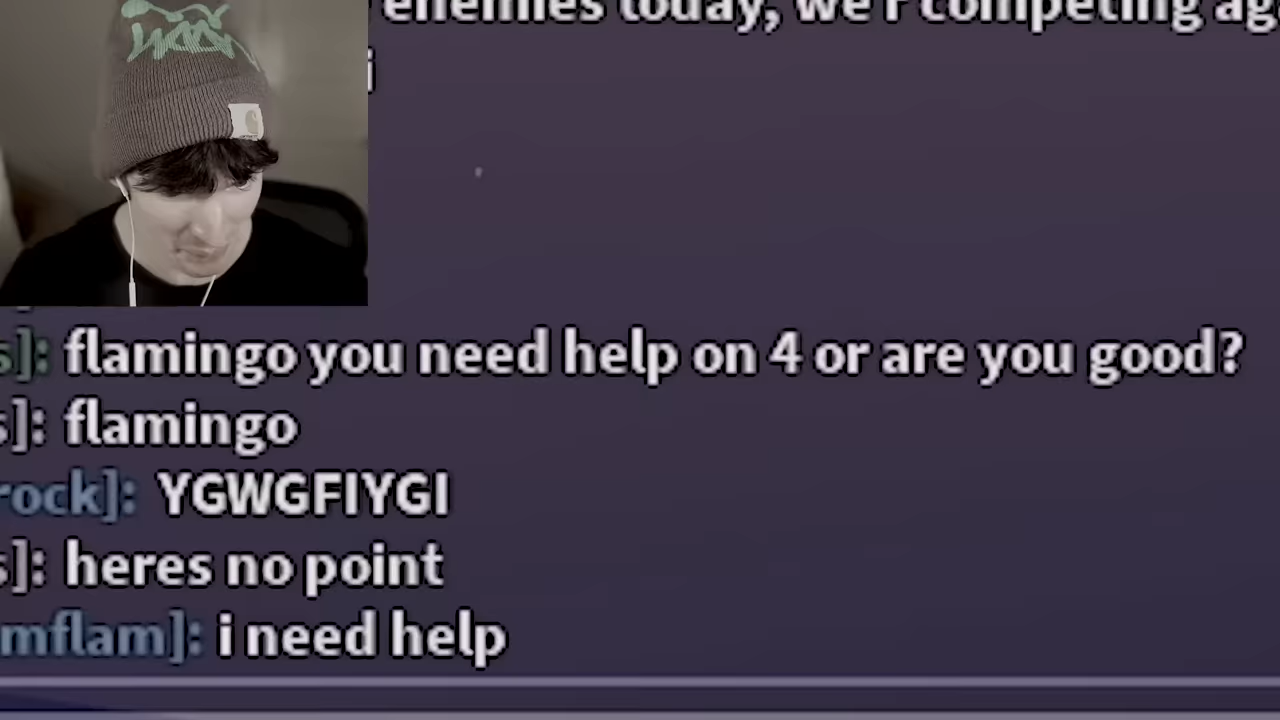 enemies today, we r competing ag
i
s]: flamingo you need help on 4 or are you good?
s]: flamingo
rock]: YGWGFIYGI
s]: heres no point
mflam]: i need help